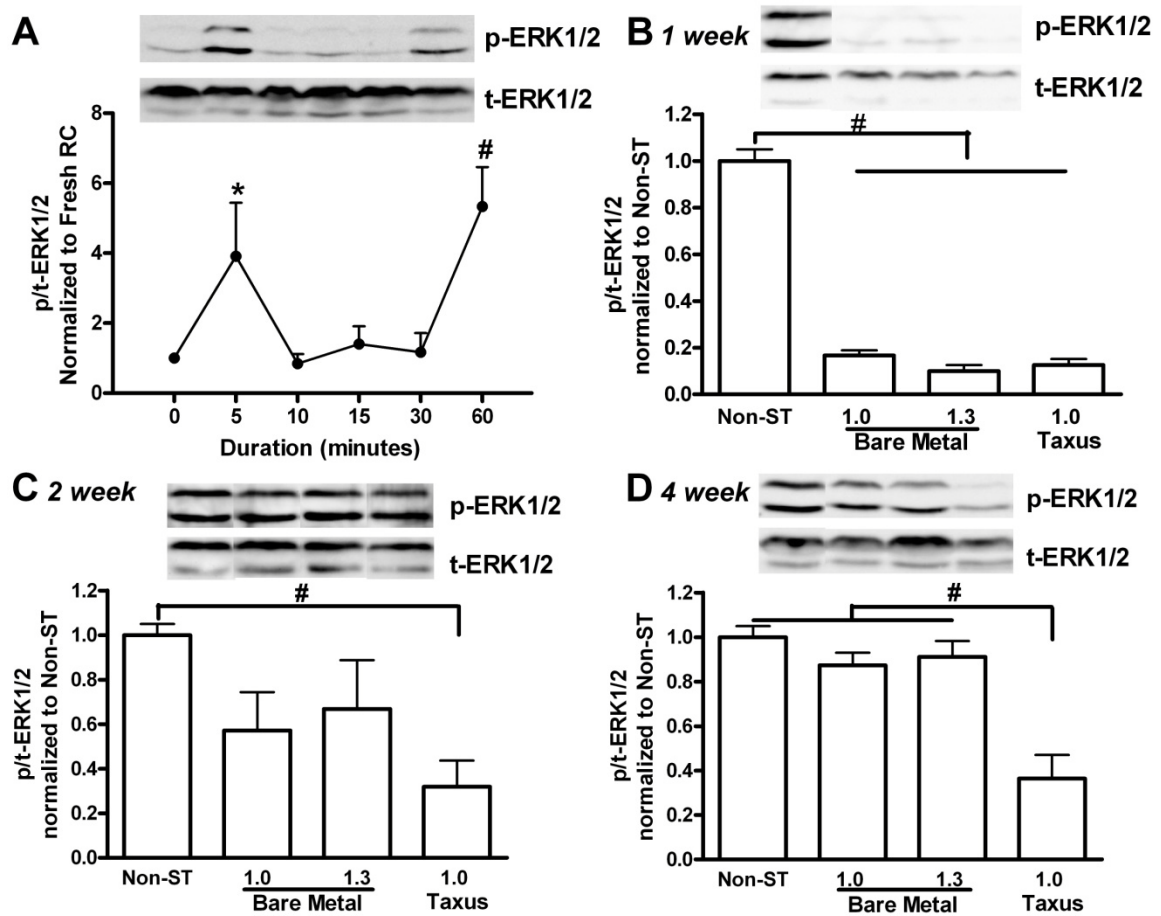 A
p-ERK1/2
t-ERK1/2
p/t-ERK1/2
Normalized to Fresh RC
8
6
4
2
0
*
#
0 5 10 15 30 60
Duration (minutes)
B 1 week
p-ERK1/2
t-ERK1/2
p/t-ERK1/2
normalized to Non-ST
1.2
1.0
0.8
0.6
0.4
0.2
0.0
#
Non-ST 1.0 1.3 1.0
Bare Metal Taxus
C 2 week
p-ERK1/2
t-ERK1/2
p/t-ERK1/2
normalized to Non-ST
1.2
1.0
0.8
0.6
0.4
0.2
0.0
#
Non-ST 1.0 1.3 1.0
Bare Metal Taxus
D 4 week
p-ERK1/2
t-ERK1/2
p/t-ERK1/2
normalized to Non-ST
1.2
1.0
0.8
0.6
0.4
0.2
0.0
#
Non-ST 1.0 1.3 1.0
Bare Metal Taxus